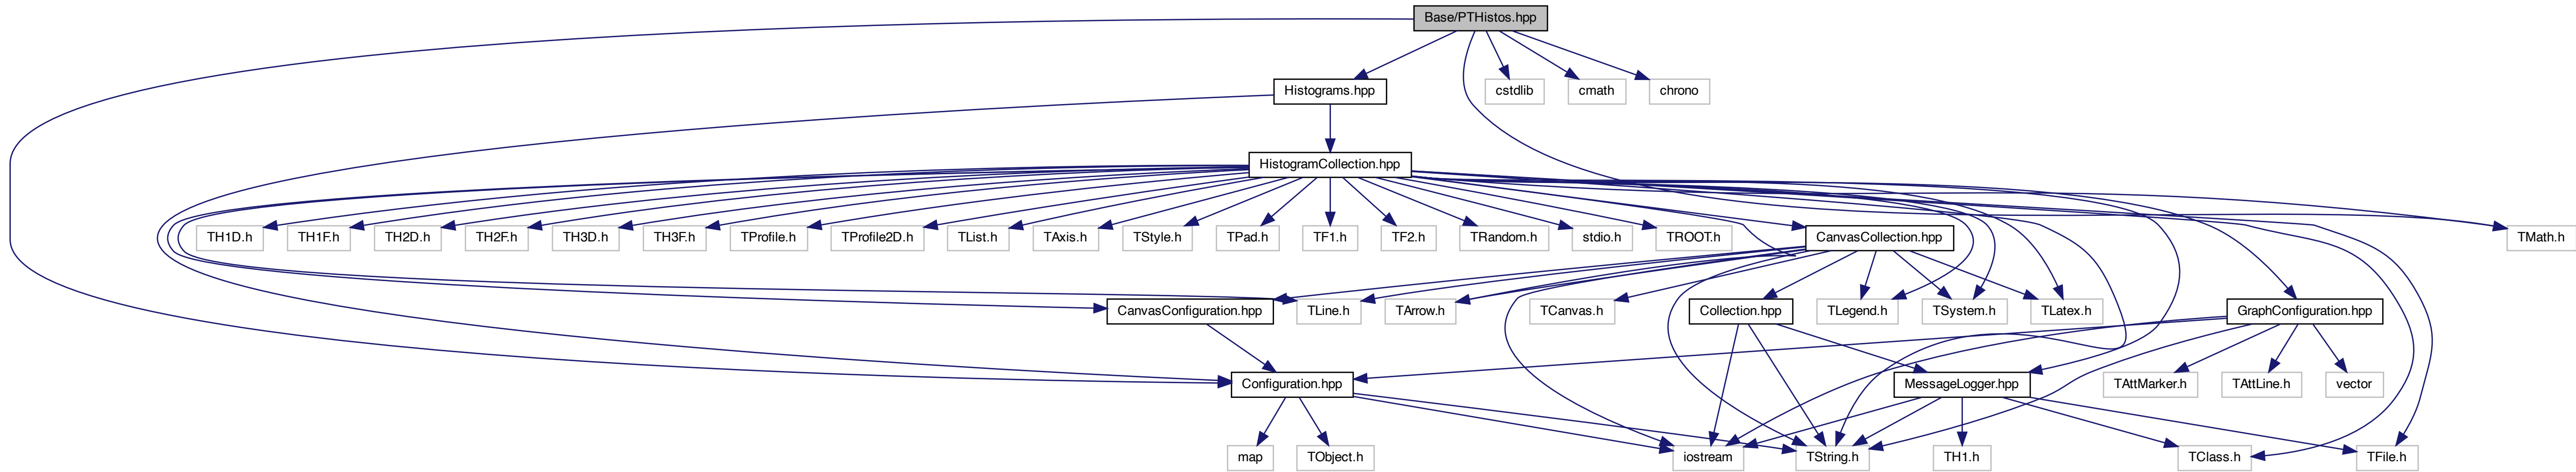 Base/PTHistos.hpp
Histograms.hpp
cstdlib
cmath
chrono
HistogramCollection.hpp
TH1D.h
TH1F.h
TH2D.h
TH2F.h
TH3D.h
TH3F.h
TProfile.h
TProfile2D.h
TList.h
TAxis.h
TStyle.h
TPad.h
TF1.h
TF2.h
TRandom.h
stdio.h
TROOT.h
CanvasCollection.hpp
TMath.h
CanvasConfiguration.hpp
TLine.h
TArrow.h
TCanvas.h
Collection.hpp
TLegend.h
TSystem.h
TLatex.h
GraphConfiguration.hpp
Configuration.hpp
MessageLogger.hpp
TAttMarker.h
TAttLine.h
vector
map
TObject.h
iostream
TString.h
TH1.h
TClass.h
TFile.h